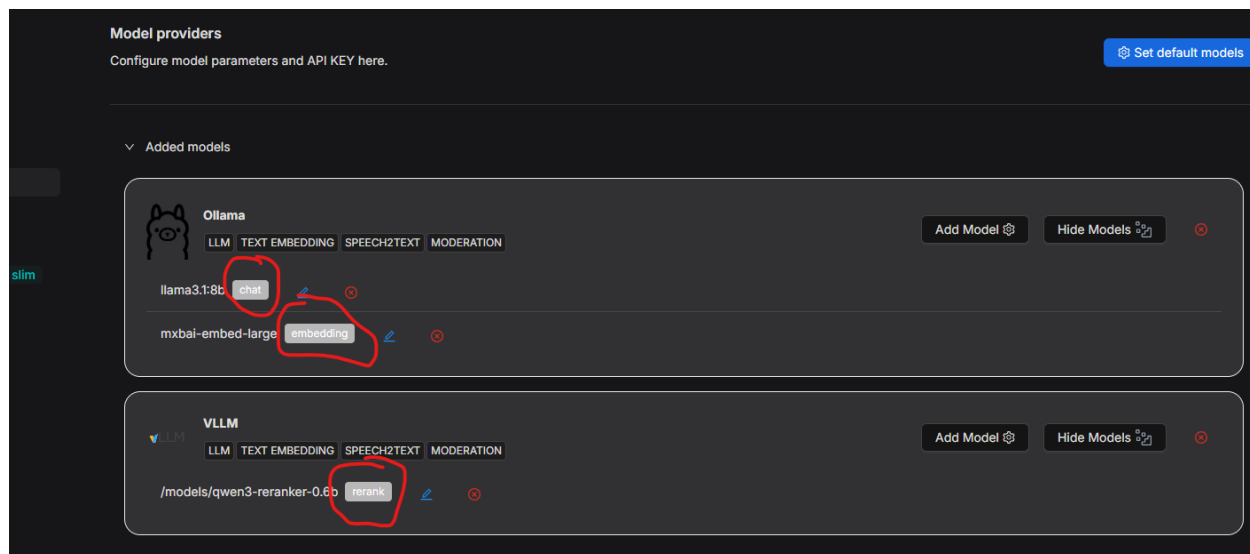 Model providers
Configure model parameters and API KEY here.
Set default models
Added models
Ollama
LLM TEXT EMBEDDING SPEECH2TEXT MODERATION
Add Model Hide Models
slim
llama3.1:8b chat
mxbai-embed-large embedding
VLLM
LLM
LLM TEXT EMBEDDING SPEECH2TEXT MODERATION
Add Model Hide Models
/models/qwen3-reranker-0.6b rerank